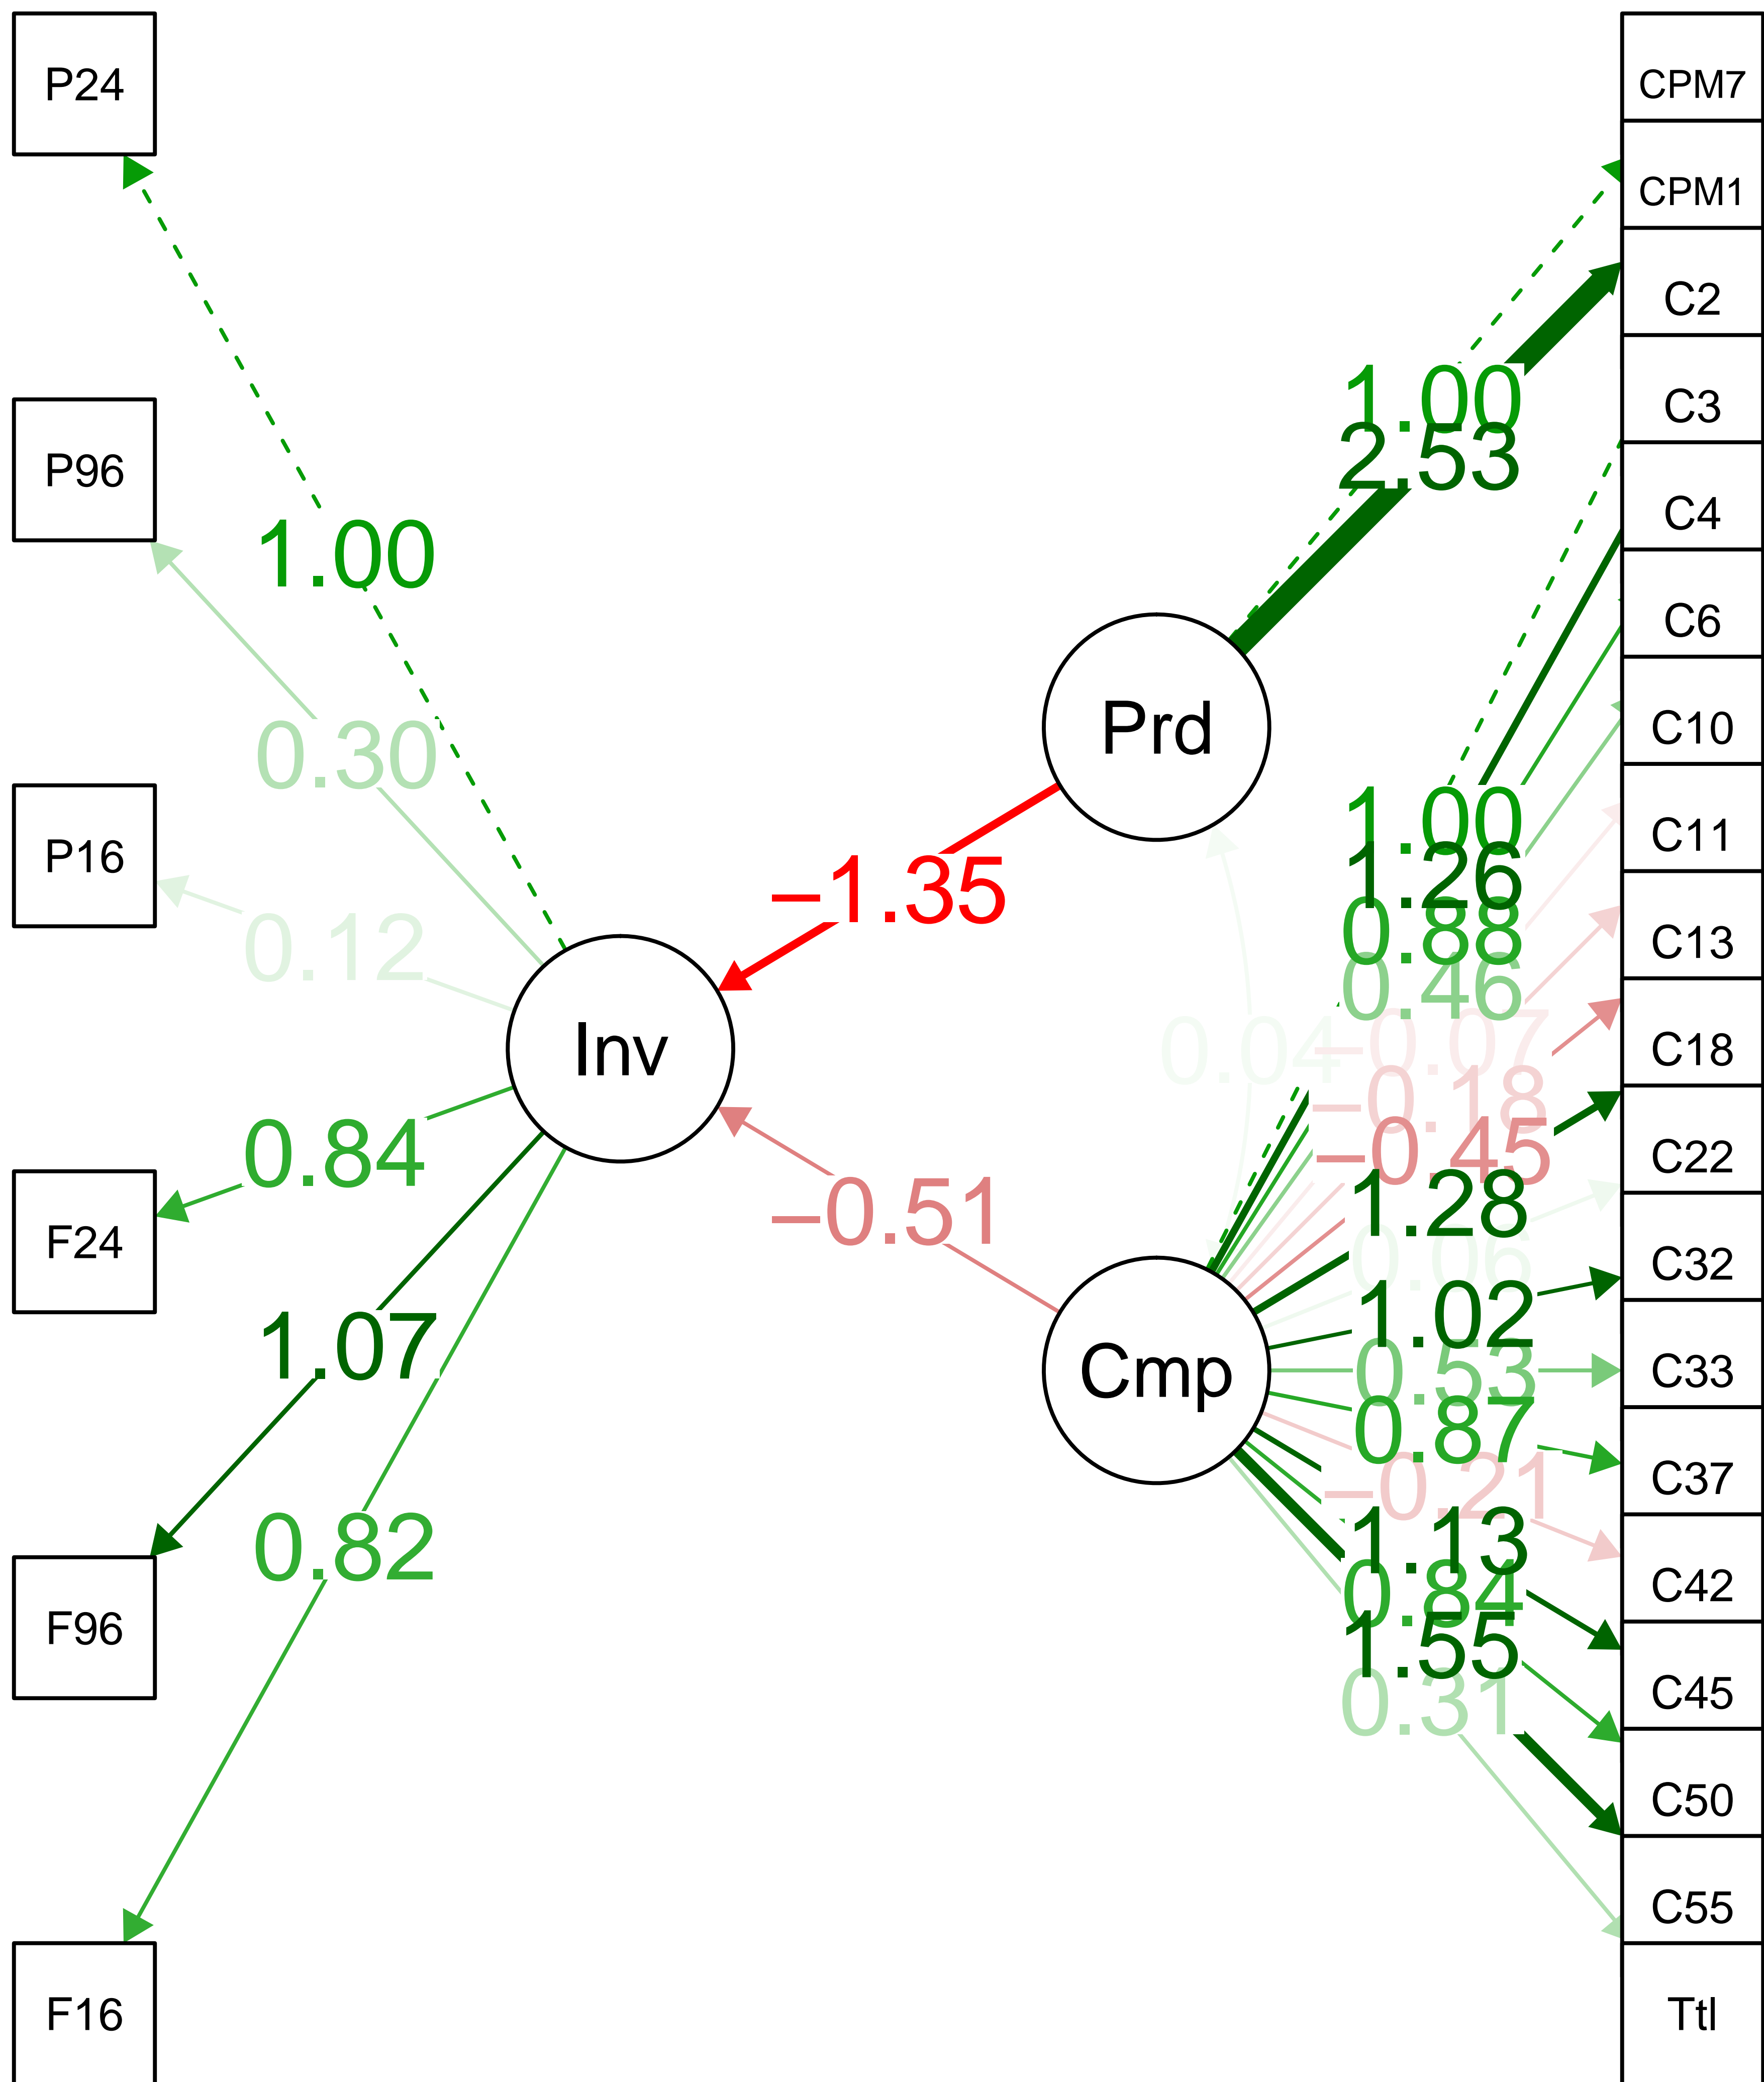 P24
P96
P16
F24
F96
F16
1.00
0.30
0.12
0.84
1.07
0.82
Inv
–1.35
–0.51
Prd
Cmp
0.04
1.00
2.53
1.00
1.26
0.88
0.46
–0.07
–0.18
–0.45
1.28
0.06
1.02
0.53
0.87
–0.21
1.13
0.84
1.55
0.31
CPM7
CPM1
C2
C3
C4
C6
C10
C11
C13
C18
C22
C32
C33
C37
C42
C45
C50
C55
Ttl